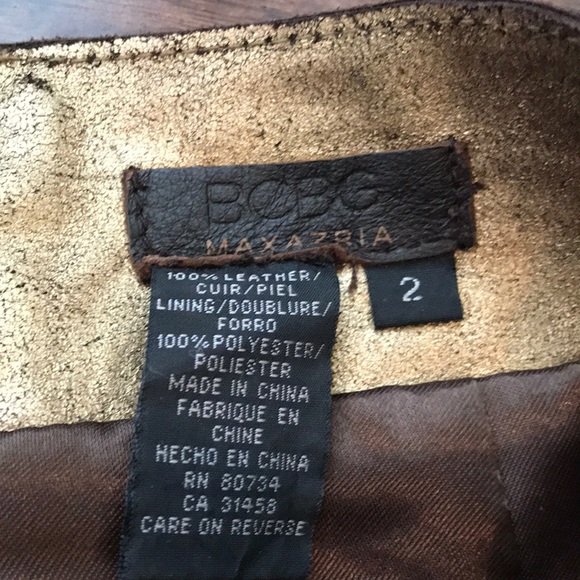 BCBG
MAXAZRIA
2
100% LEATHER/
CUIR/PIEL
LINING/DOUBLURE/
FORRO
100% POLYESTER/
POLIESTER
MADE IN CHINA
FABRIQUE EN
CHINE
HECHO EN CHINA
RN 80734
CA 31458
CARE ON REVERSE